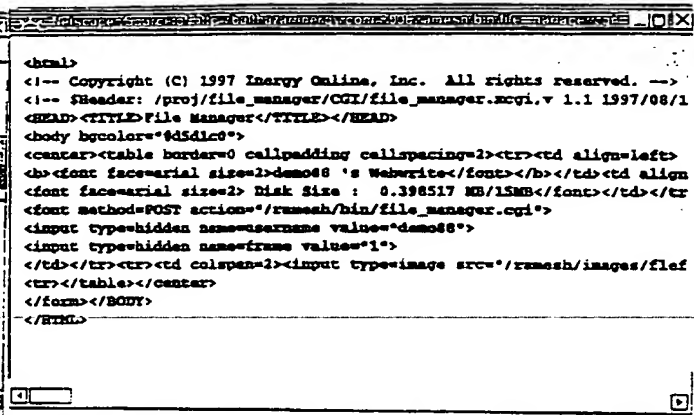 <html>
<!-- Copyright (C) 1997 Inergy Online, Inc. All rights reserved. -->
<!-- $Header: /proj/file_manager/CGI/file_manager.mcgi,v 1.1 1997/08/1
<HEAD><TITLE>File Manager</TITLE></HEAD>
<body bgcolor="#d5d1c0">
<center><table border=0 cellpadding cellspacing=2><tr><td align=left>
<b><font face=arial size=2>demo88 's Webwrite</font></b></td><td align
<font face=arial size=2> Disk Size : 0.398517 MB/15MB</font></td></tr
<font method=POST action="/ramesh/bin/file_manager.cgi">
<input type=hidden name=username value="demo88">
<input type=hidden name=frame value="1">
</td></tr><tr><td colspan=2><input type=image src="/ramesh/images/flef
<tr></table></center>
</form></BODY>
</HTML>